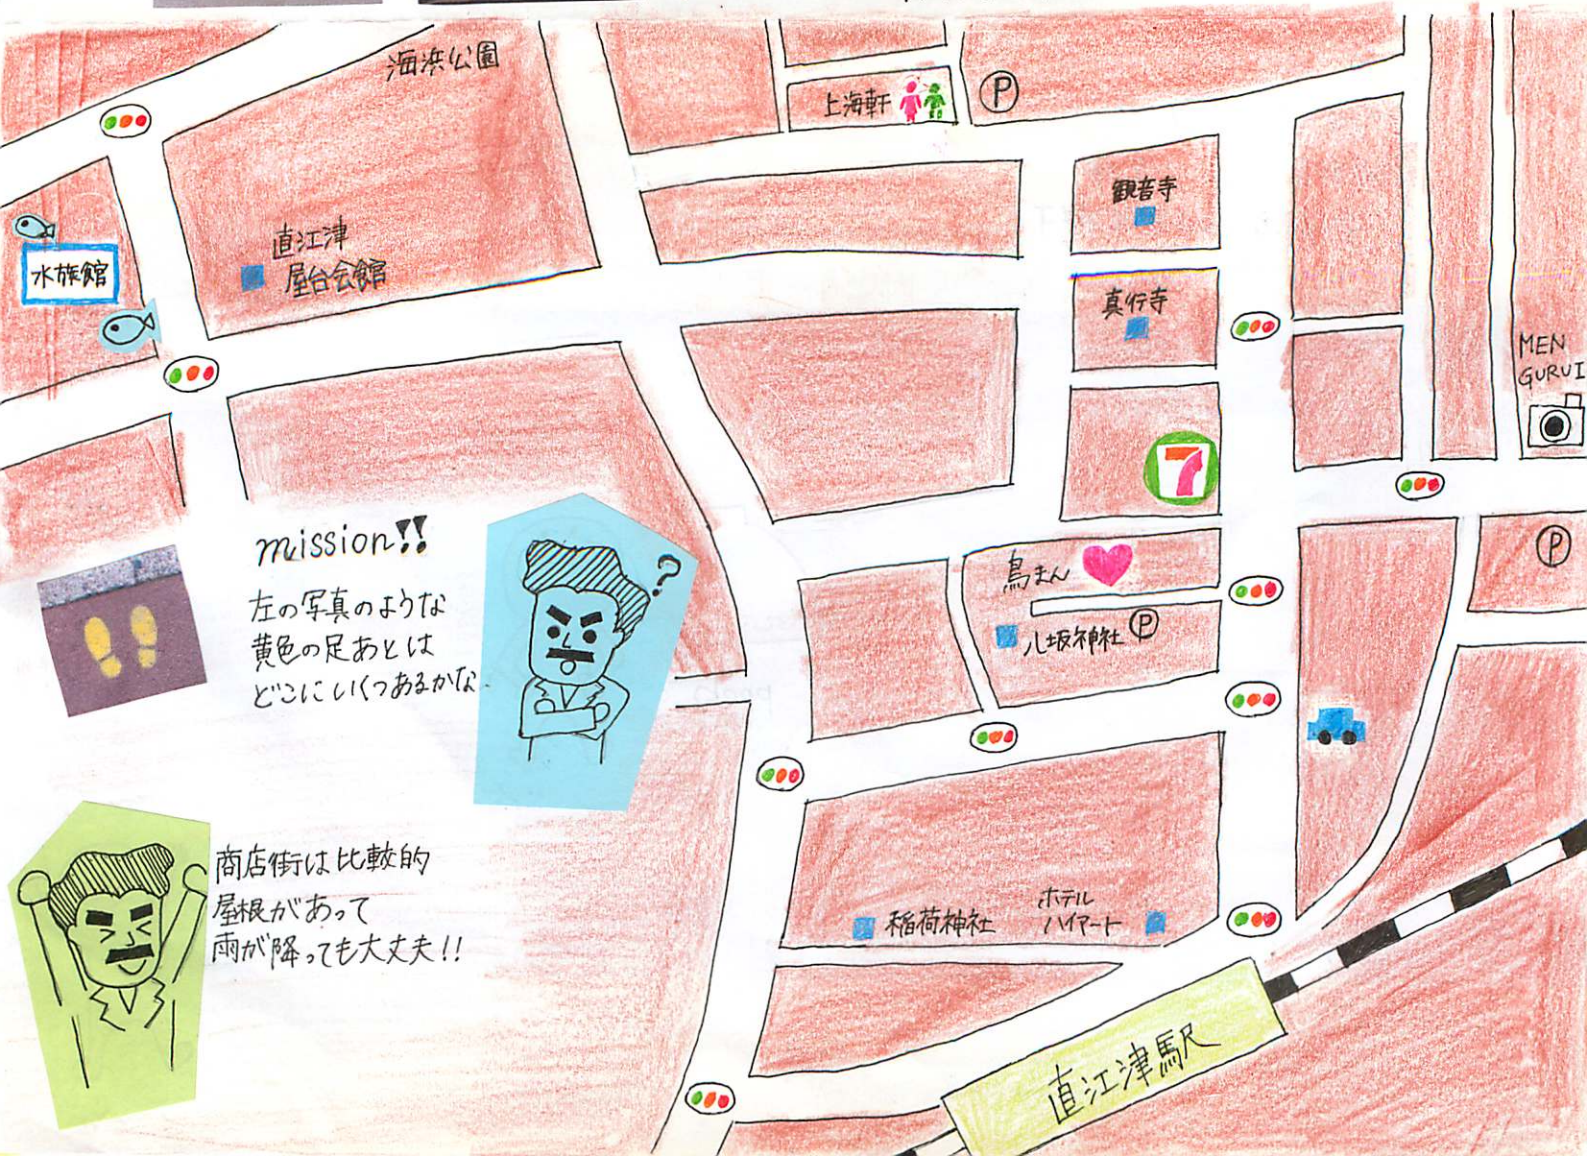 海浜公園
上海軒
P
観音寺
直江津
屋台会館
水族館
真行寺
MEN
GURUI
7
mission!!
左の写真のような
黄色の足あとは
どこにいくつあるかな
?
鳥まん
P
八坂神社
P
商店街は比較的
屋根があって
雨が降っても大丈夫!!
稲荷神社
ホテル
ハイマート
直江津駅